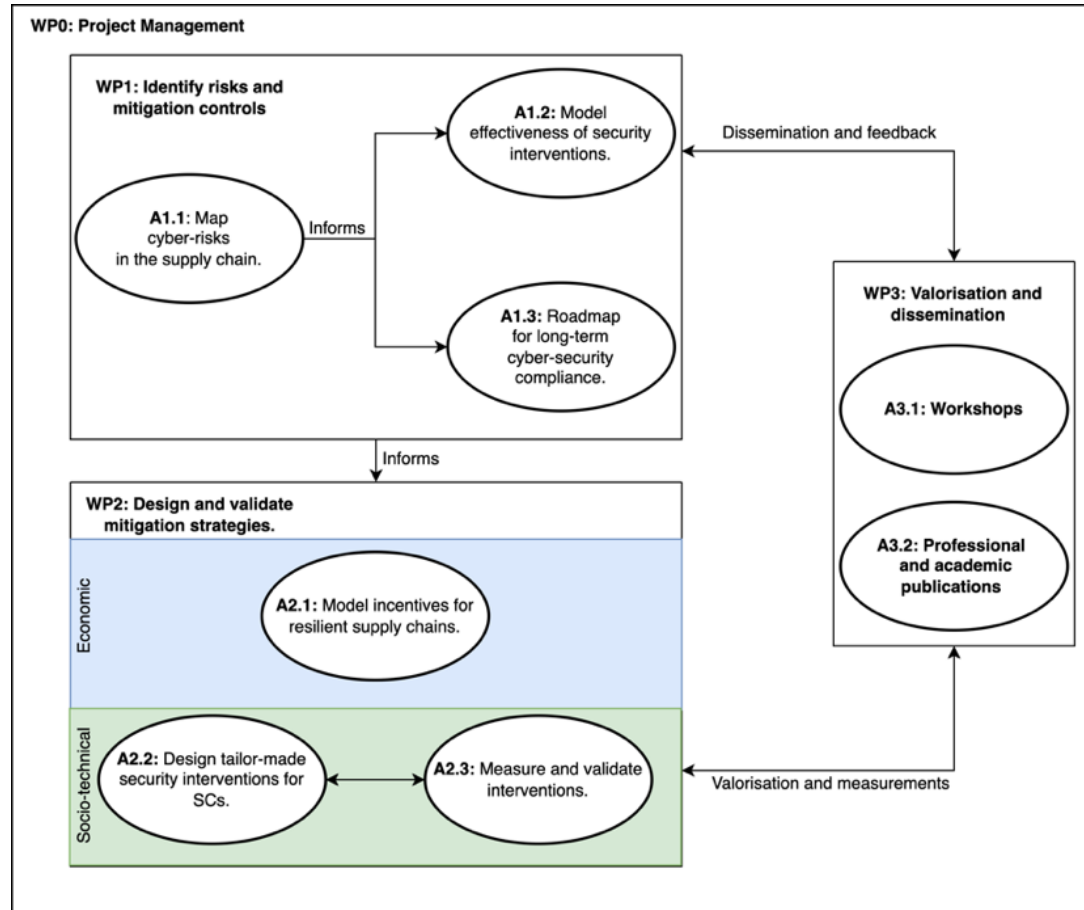 WP0: Project Management
WP1: Identify risks and
mitigation controls
A1.1: Map
cyber-risks
in the supply chain.
Informs
A1.2: Model
effectiveness of security
interventions.
A1.3: Roadmap
for long-term
cyber-security
compliance.
Dissemination and feedback
WP3: Valorisation and
dissemination
A3.1: Workshops
A3.2: Professional
and academic
publications
Informs
WP2: Design and validate
mitigation strategies.
Economic
A2.1: Model incentives for
resilient supply chains.
Socio-technical
A2.2: Design tailor-made
security interventions for
SCs.
A2.3: Measure and validate
interventions.
Valorisation and measurements